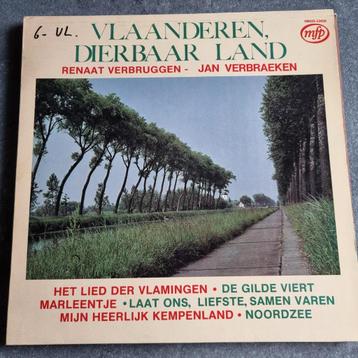 6-VL.
VLAANDEREN,
DIERBAAR LAND
mfp
RENAAT VERBRUGGEN - JAN VERBRAEKEN
HET LIED DER VLAMINGEN • DE GILDE VIERT
MARLEENTJE • LAAT ONS, LIEFSTE, SAMEN VAREN
MIJN HEERLIJK KEMPENLAND • NOORDZEE